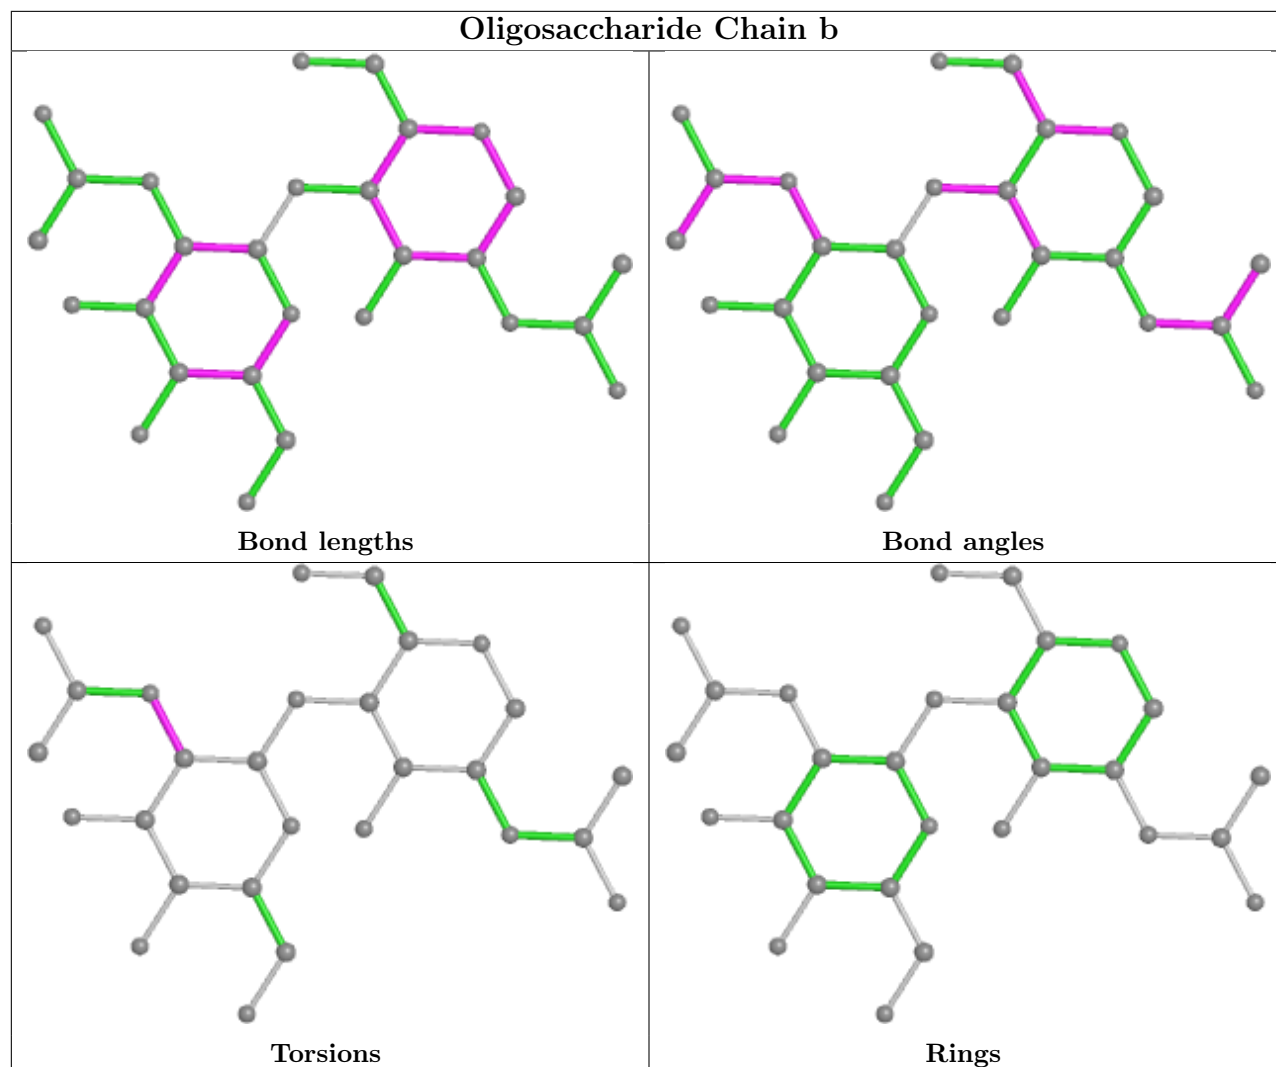 Oligosaccharide Chain b
Bond lengths
Bond angles
Torsions
Rings